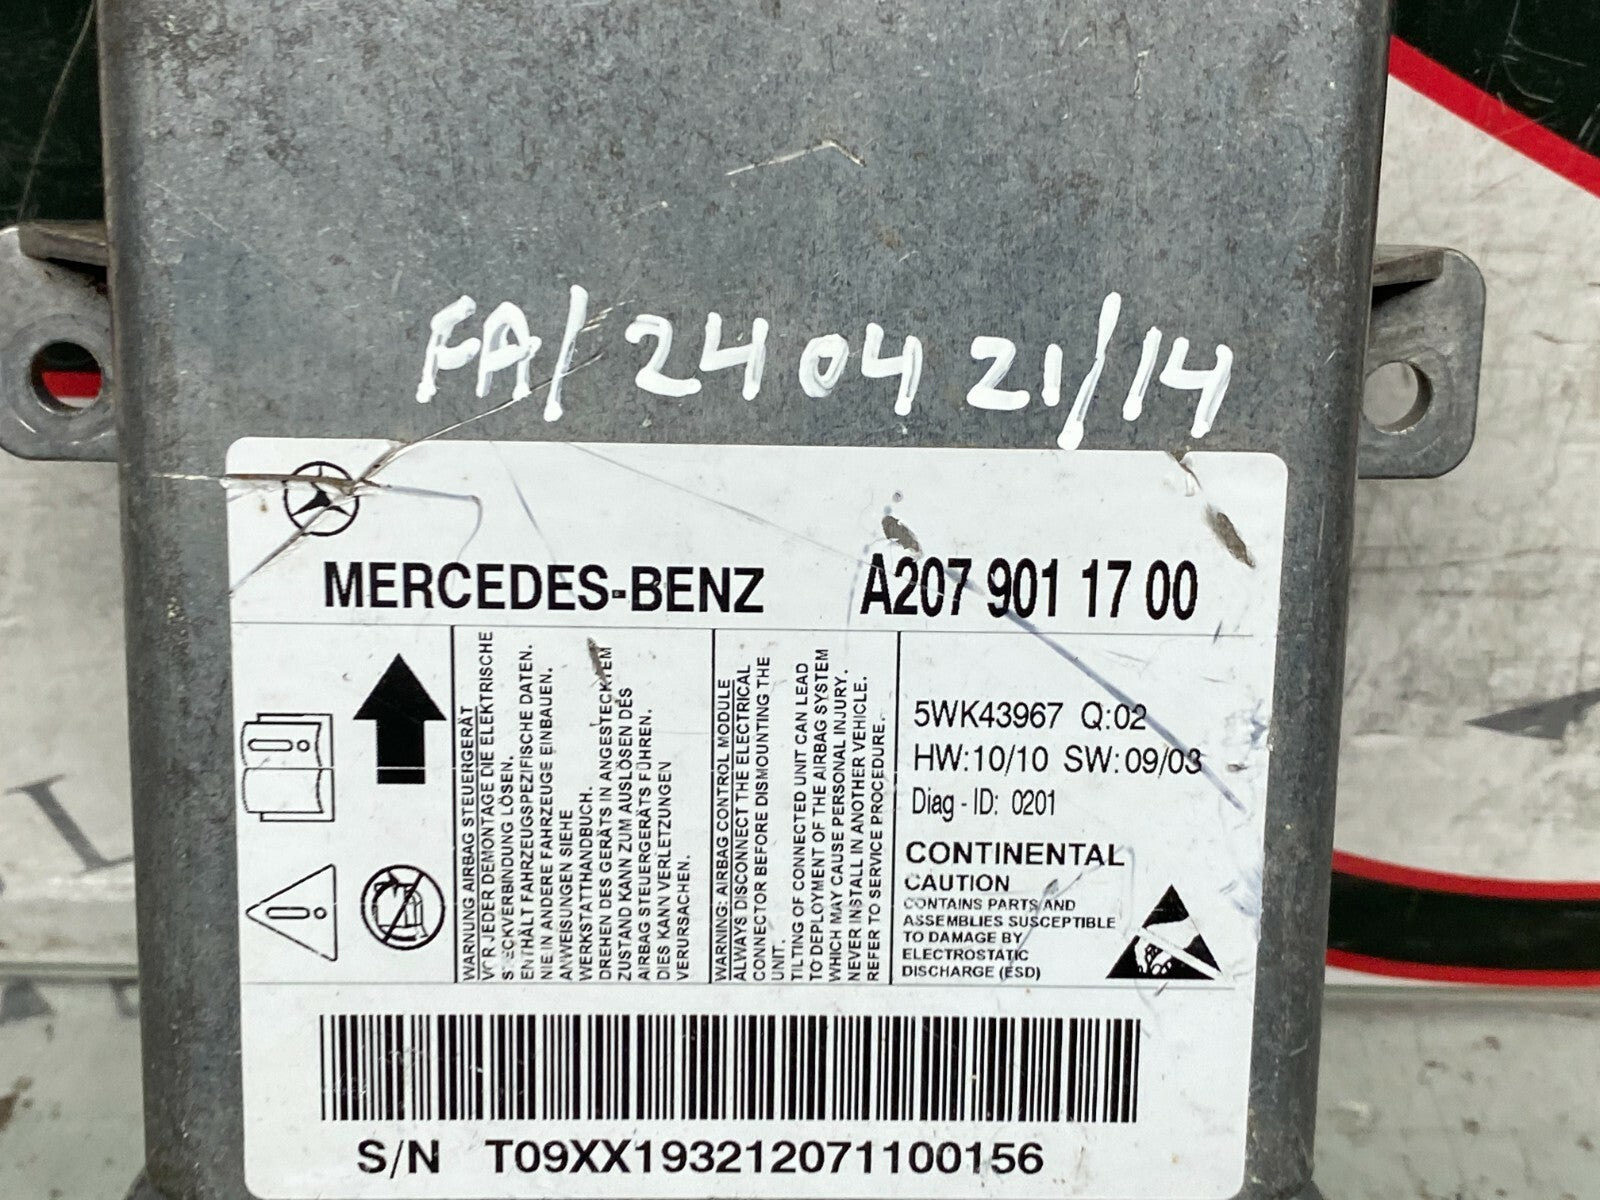 FA/240421/14
MERCEDES-BENZ A207 901 17 00
WARNUNG AIRBAG STEUERGERÄT
VOR JEDER DEMONTAGE DIE ELEKTRISCHE
STECKVERBINDUNG LÖSEN.
ENTHÄLT FAHRZEUGSPEZIFISCHE DATEN.
NIE IN ANDERE FAHRZEUGE EINBAUEN.
ANWEISUNGEN SIEHE
WERKSTATTHANDBUCH.
DREHEN DES GERÄTS IN ANGESTECKTEM
ZUSTAND KANN ZUM AUSLÖSEN DES
AIRBAG STEUERGERÄTS FÜHREN.
DIES KANN VERLETZUNGEN
VERURSACHEN.
WARNING: AIRBAG CONTROL MODULE
ALWAYS DISCONNECT THE ELECTRICAL
CONNECTOR BEFORE DISMOUNTING THE
UNIT.
TILTING OF CONNECTED UNIT CAN LEAD
TO DEPLOYMENT OF THE AIRBAG SYSTEM
WHICH MAY CAUSE PERSONAL INJURY.
NEVER INSTALL IN ANOTHER VEHICLE.
REFER TO SERVICE PROCEDURE.
5WK43967 Q:02
HW:10/10 SW:09/03
Diag - ID: 0201
CONTINENTAL
CAUTION
CONTAINS PARTS AND
ASSEMBLIES SUSCEPTIBLE
TO DAMAGE BY
ELECTROSTATIC
DISCHARGE (ESD)
S/N T09XX193212071100156